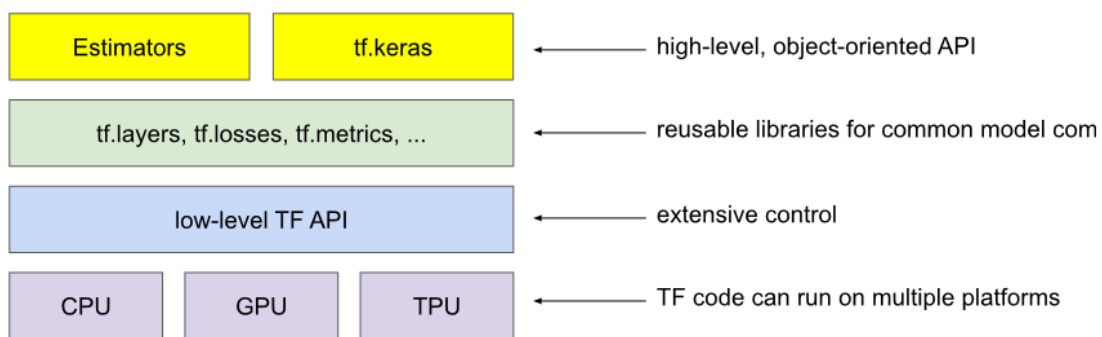 Estimators tf.keras high-level, object-oriented API
tf.layers, tf.losses, tf.metrics, ... reusable libraries for common model com
low-level TF API extensive control
CPU GPU TPU TF code can run on multiple platforms